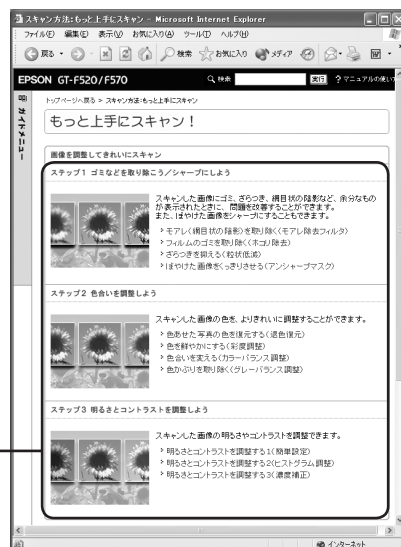 スキャン方法:もっと上手にスキャン - Microsoft Internet Explorer
ファイル(F) 編集(E) 表示(V) お気に入り(A) ツール(T) ヘルプ(H)
戻る 検索 お気に入り メディア
EPSON GT-F520/F570 検索 実行 ? マニュアルの使い
ガイドメニュー
トップページへ戻る > スキャン方法:もっと上手にスキャン
もっと上手にスキャン！
画像を調整してきれいにスキャン
ステップ1 ゴミなどを取り除こう/シャープにしよう
スキャンした画像にゴミ、ざらつき、網目状の陰影など、余分なもの
が表示されたときに、問題を改善することができます。
また、ぼやけた画像をシャープにすることもできます。
> モアレ(網目状の陰影)を取り除く(モアレ除去フィルタ)
> フィルムのゴミを取り除く(ホコリ除去)
> ざらつきを抑える(粒状低減)
> ぼやけた画像をくっきりさせる(アンシャープマスク)
ステップ2 色合いを調整しよう
スキャンした画像の色を、よりきれいに調整することができます。
> 色あせた写真の色を復元する(退色復元)
> 色を鮮やかにする(彩度調整)
> 色合いを変える(カラーバランス調整)
> 色かぶりを取り除く(グレーバランス調整)
ステップ3 明るさとコントラストを調整しよう
スキャンした画像の明るさやコントラストを調整できます。
> 明るさとコントラストを調整する1(簡単設定)
> 明るさとコントラストを調整する2(ヒストグラム調整)
> 明るさとコントラストを調整する3(濃度補正)
インターネット